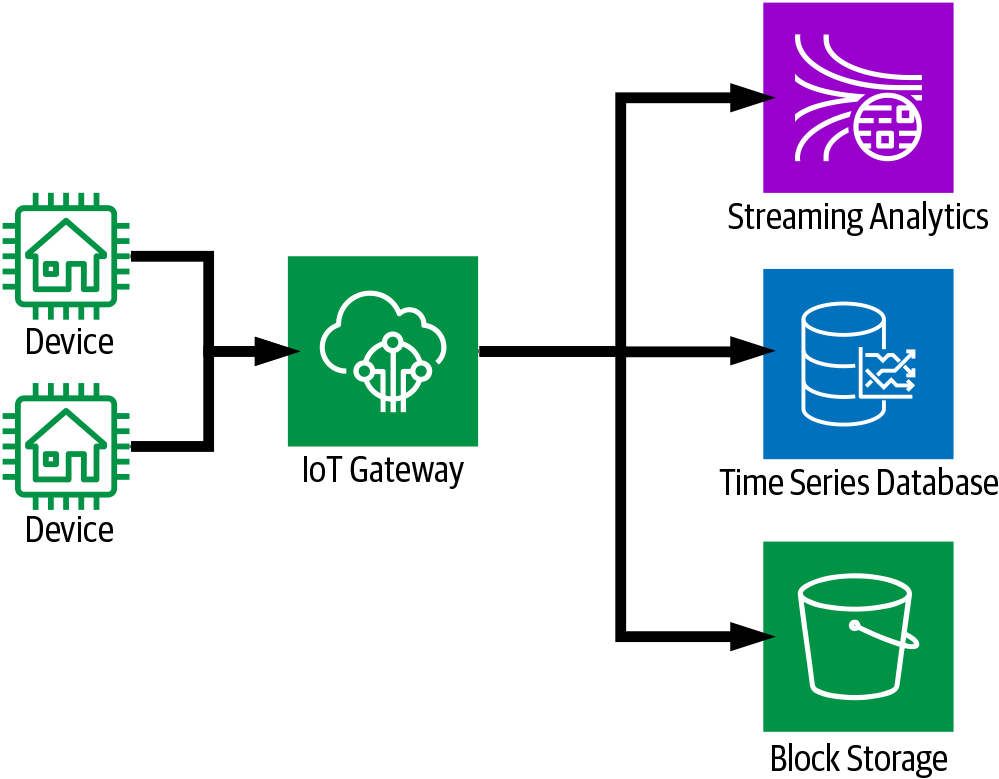 Streaming Analytics
Device
IoT Gateway
Time Series Database
Device
Block Storage